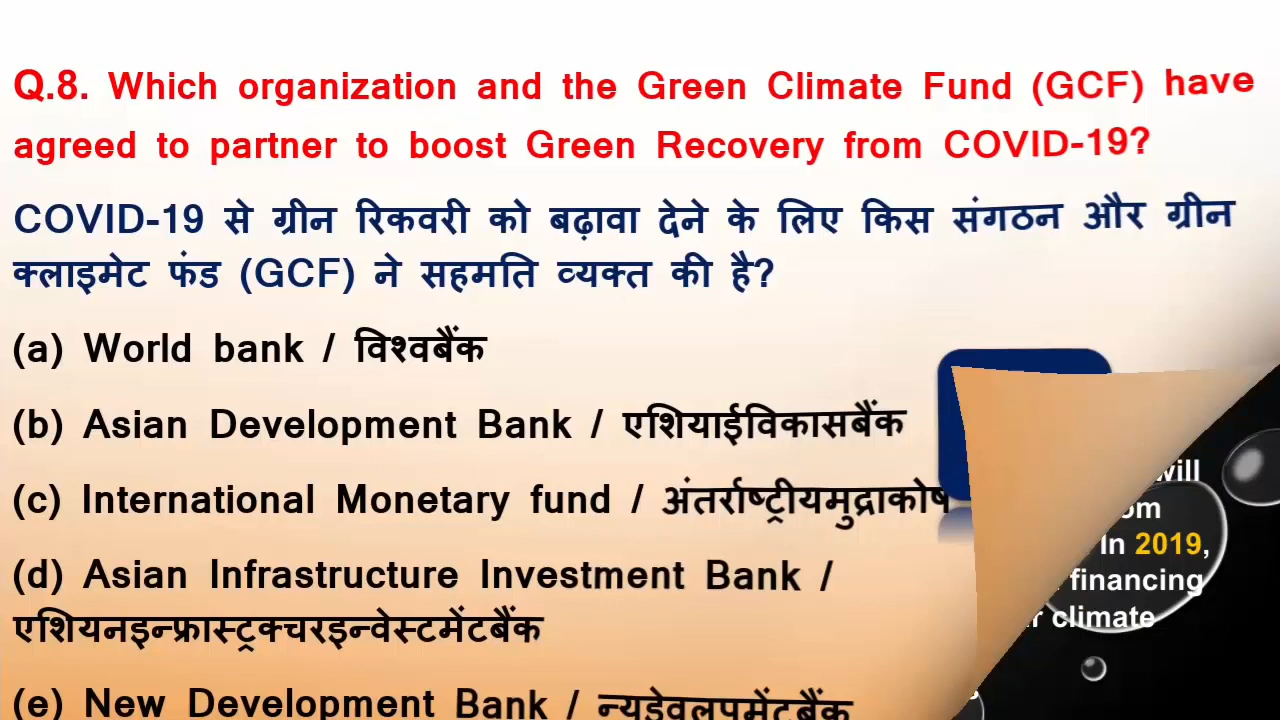 Q.8. Which organization and the Green Climate Fund (GCF) have
agreed to partner to boost Green Recovery from COVID-19?
COVID-19 से ग्रीन रिकवरी को बढ़ावा देने के लिए किस संगठन और ग्रीन
क्लाइमेट फंड (GCF) ने सहमति व्यक्त की है?
(a) World bank / विश्वबैंक
(b) Asian Development Bank / एशियाईविकासबैंक
(c) International Monetary fund / अंतर्राष्ट्रीयमुद्राकोष
(d) Asian Infrastructure Investment Bank /
एशियनइन्फ्रास्ट्रक्चरइन्वेस्टमेंटबैंक
(e) New Development Bank / न्यूडेवलपमेंटबैंक
will
In 2019,
financing
climate